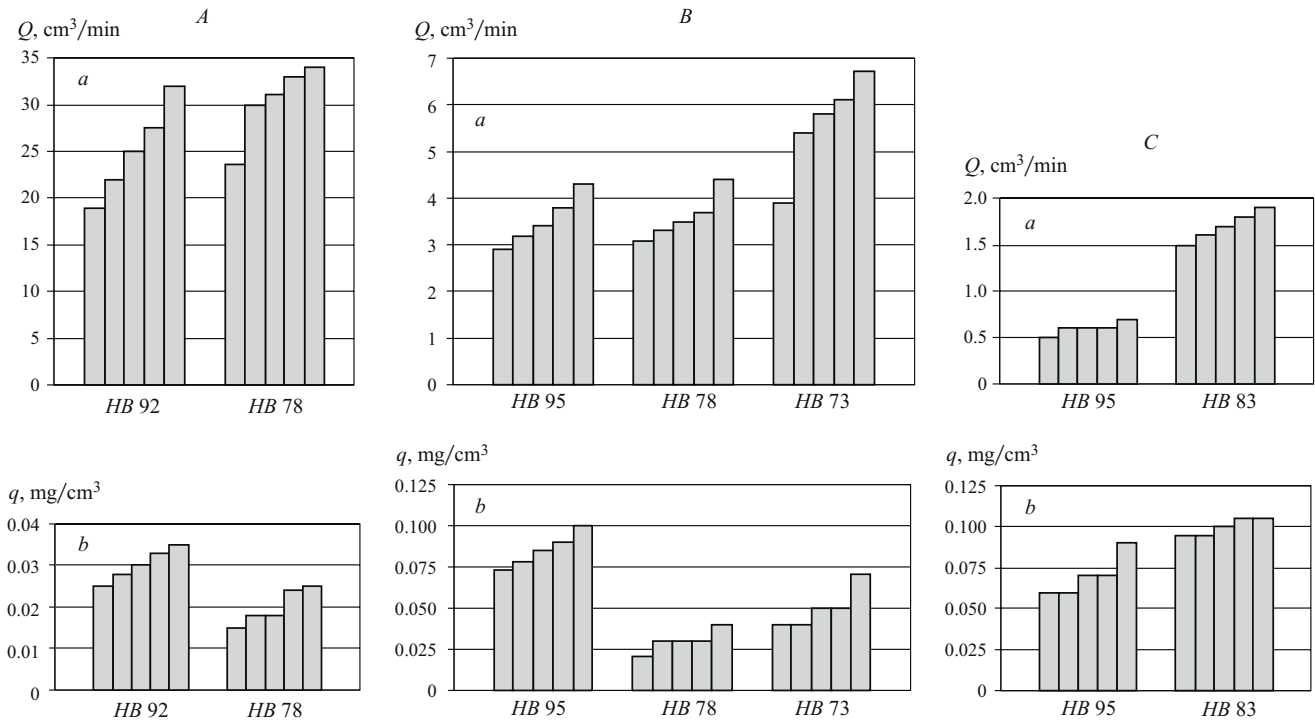 A
Q, cm³/min
a
35
30
25
20
15
10
5
0
HB 92 HB 78
B
Q, cm³/min
a
7
6
5
4
3
2
1
0
HB 95 HB 78 HB 73
C
Q, cm³/min
a
2.0
1.5
1.0
0.5
0
HB 95 HB 83
q, mg/cm³
b
0.04
0.03
0.02
0.01
0
HB 92 HB 78
q, mg/cm³
b
0.125
0.100
0.075
0.050
0.025
0
HB 95 HB 78 HB 73
q, mg/cm³
b
0.125
0.100
0.075
0.050
0.025
0
HB 95 HB 83